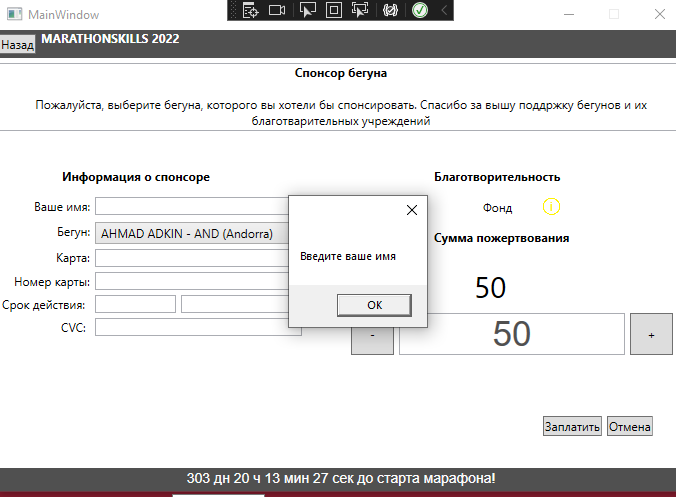 MainWindow
Назад
MARATHONSKILLS 2022
Спонсор бегуна
Пожалуйста, выберите бегуна, которого вы хотели бы спонсировать. Спасибо за вышу поддржку бегунов и их
благотварительных учреждений
Информация о спонсоре
Благотворительность
Ваше имя:
Фонд
Бегун:
AHMAD ADKIN - AND (Andorra)
Сумма пожертвования
Карта:
Введите ваше имя
Номер карты:
50
Срок действия:
OK
CVC:
-
50
+
Заплатить
Отмена
303 дн 20 ч 13 мин 27 сек до старта марафона!